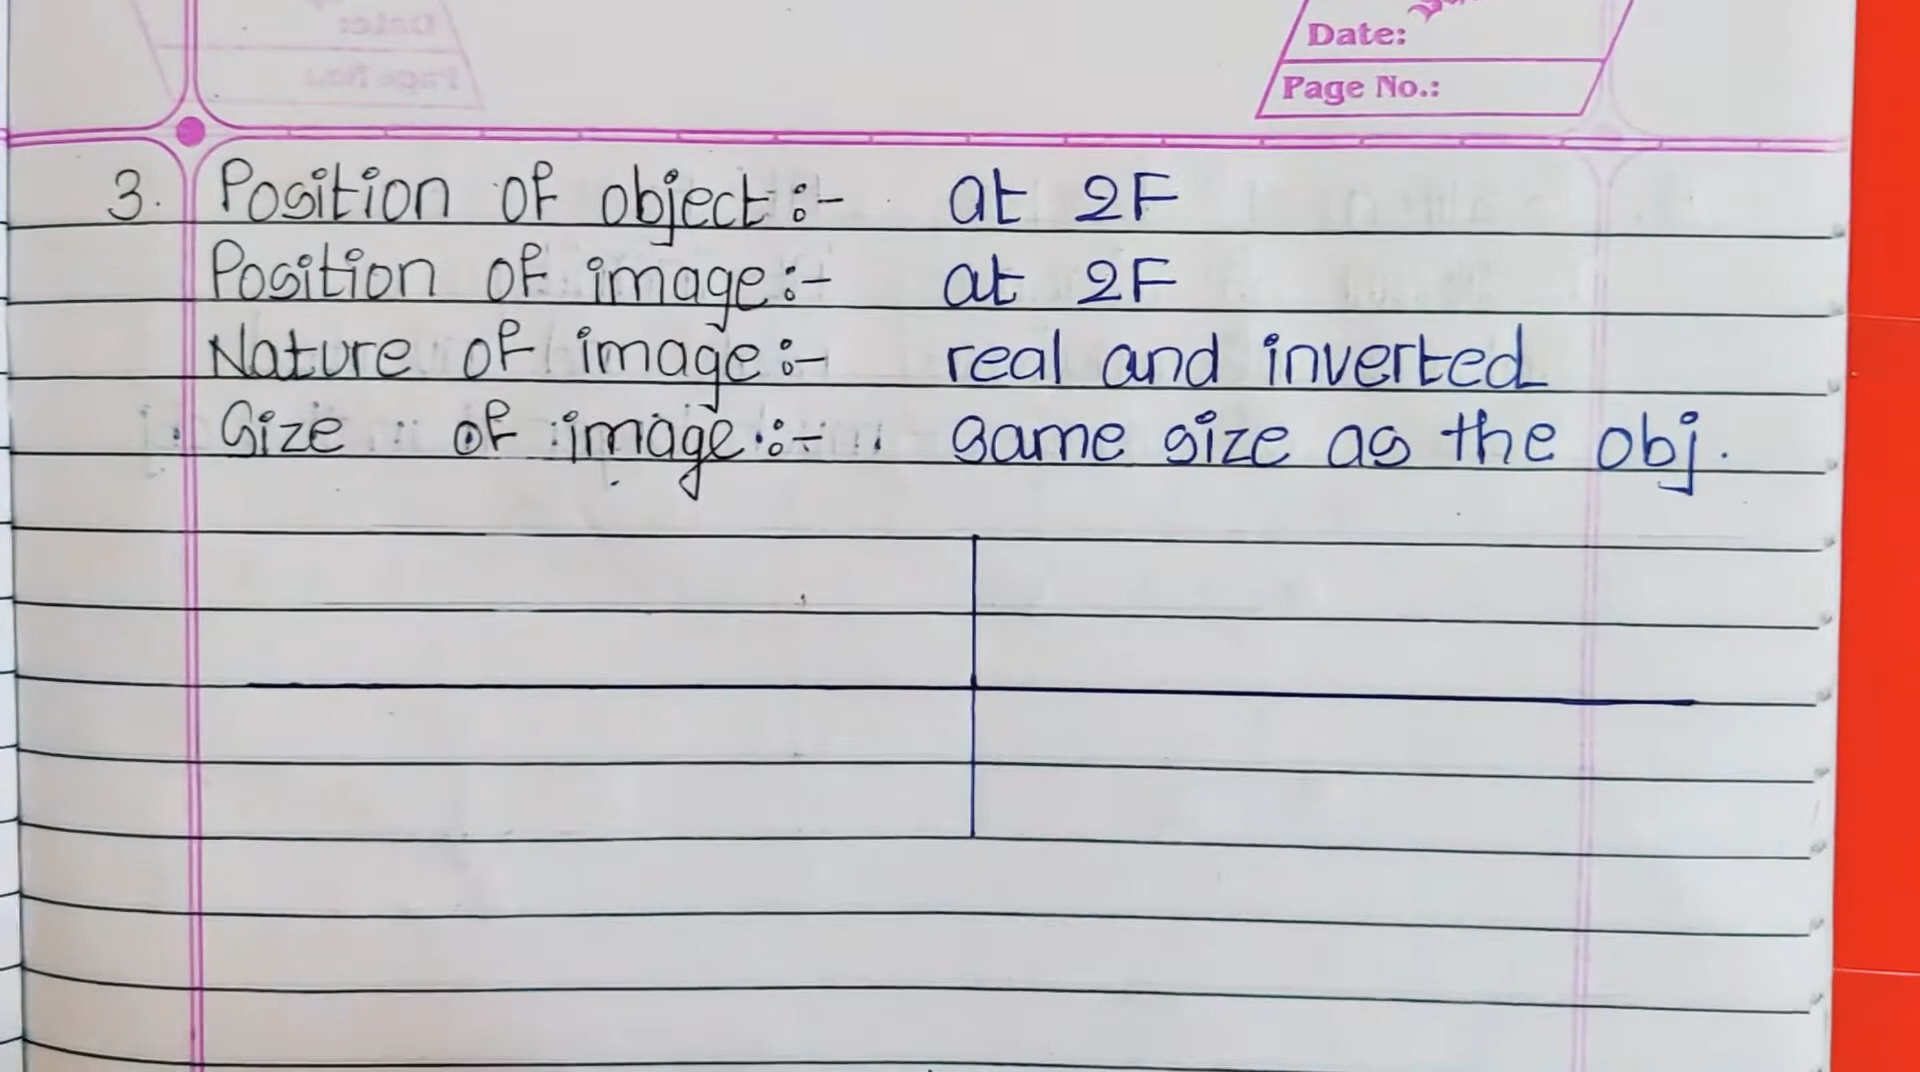 Date:
Page No.:
3. Position of object:- at 2F
Position of image:- at 2F
Nature of image:- real and inverted
Size of image:- same size as the obj.